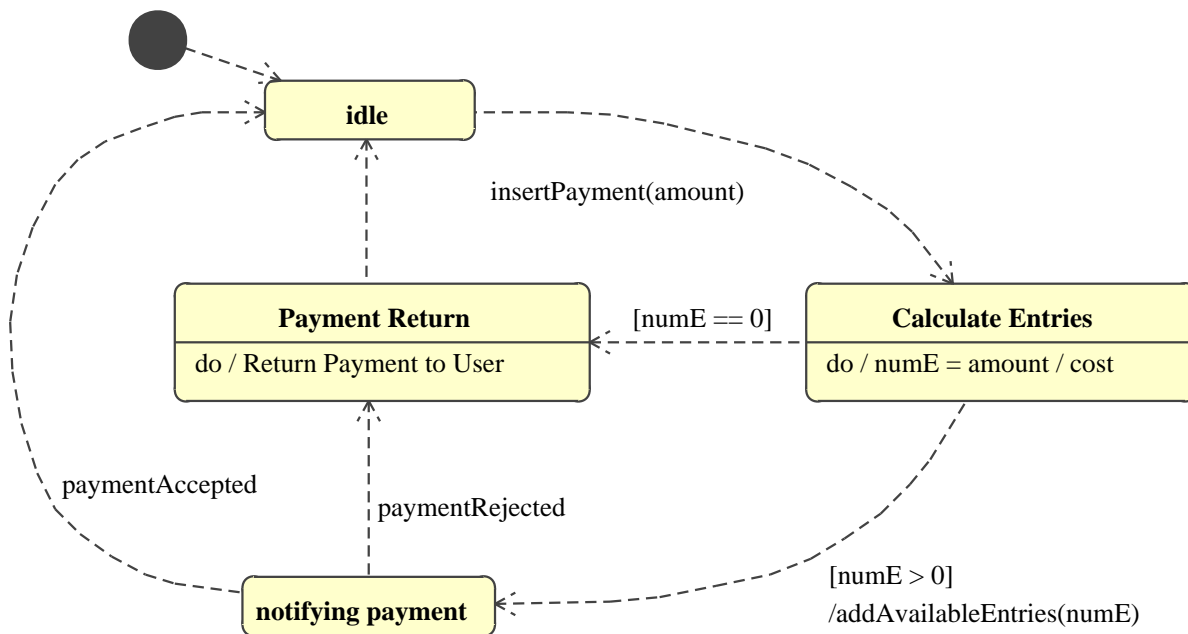 idle
insertPayment(amount)
Payment Return
do / Return Payment to User
[numE == 0]
Calculate Entries
do / numE = amount / cost
paymentAccepted
paymentRejected
notifying payment
[numE > 0]
/addAvailableEntries(numE)